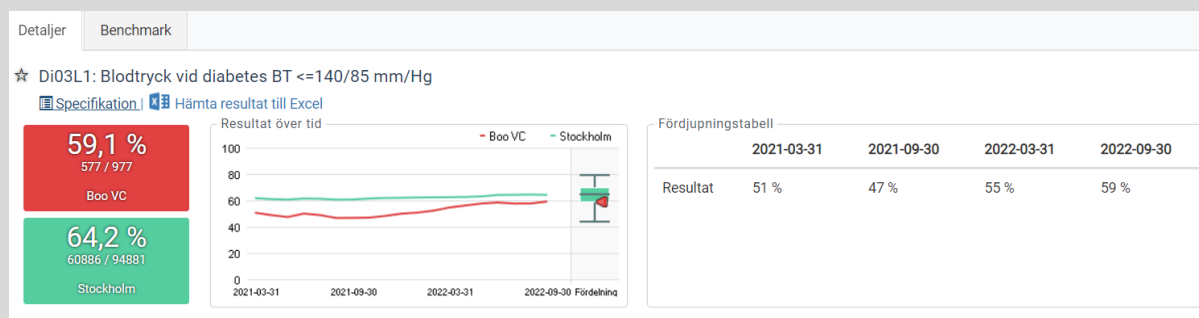 Detaljer
Benchmark
Di03L1: Blodtryck vid diabetes BT <=140/85 mm/Hg
Specifikation | Hämta resultat till Excel
59,1 %
577 / 977
Boo VC
64,2 %
60886 / 94881
Stockholm
Resultat över tid
Boo VC Stockholm
100
80
60
40
20
0
2021-03-31 2021-09-30 2022-03-31 2022-09-30 Fördelning
Fördjupningstabell
2021-03-31 2021-09-30 2022-03-31 2022-09-30
Resultat 51 % 47 % 55 % 59 %